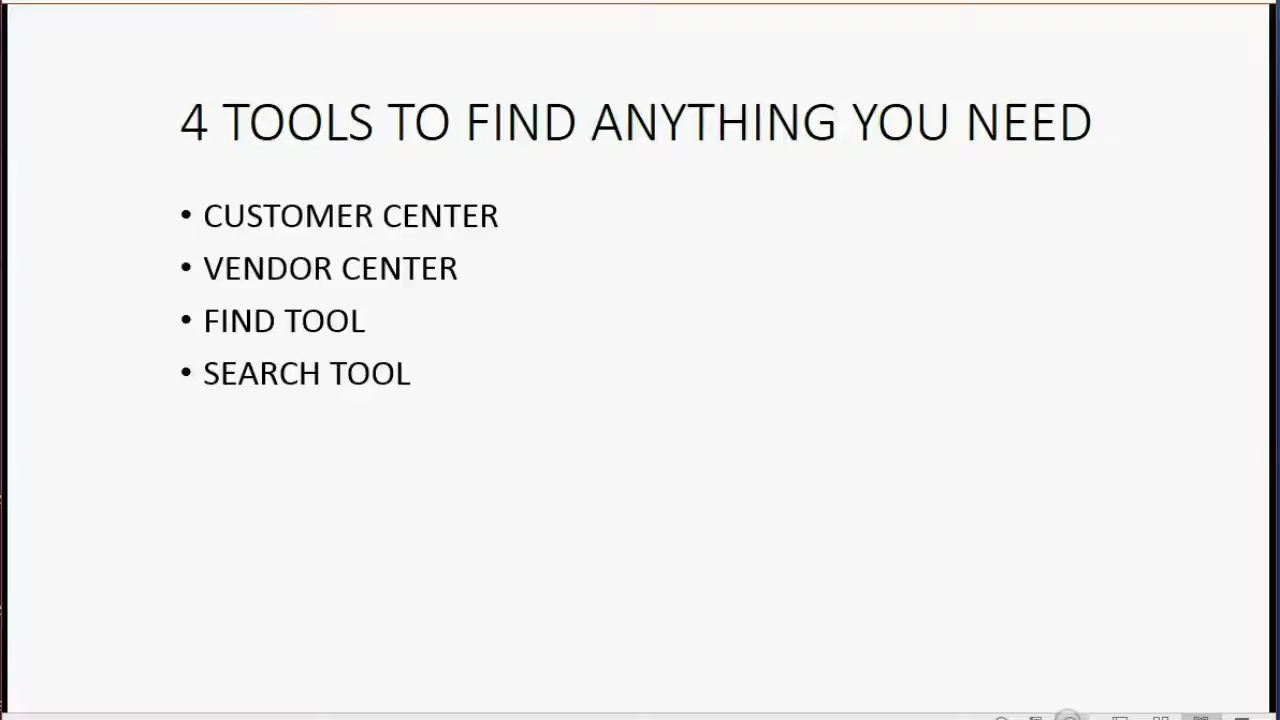 4 TOOLS TO FIND ANYTHING YOU NEED
• CUSTOMER CENTER
• VENDOR CENTER
• FIND TOOL
• SEARCH TOOL